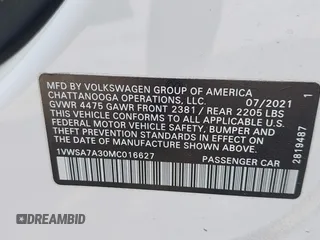 MFD BY VOLKSWAGEN GROUP OF AMERICA
CHATTANOOGA OPERATIONS, LLC. 07/2021
GVWR 4475 GAWR FRONT 2381 / REAR 2205 LBS
THIS VEHICLE CONFORMS TO ALL APPLICABLE U.S.
FEDERAL MOTOR VEHICLE SAFETY, BUMPER AND
THEFT PREVENTION STANDARDS IN EFFECT ON THE
DATE OF MANUFACTURE SHOWN ABOVE.
1VWSA7A30MC016627 PASSENGER CAR
2819487 1
IDREAMBID